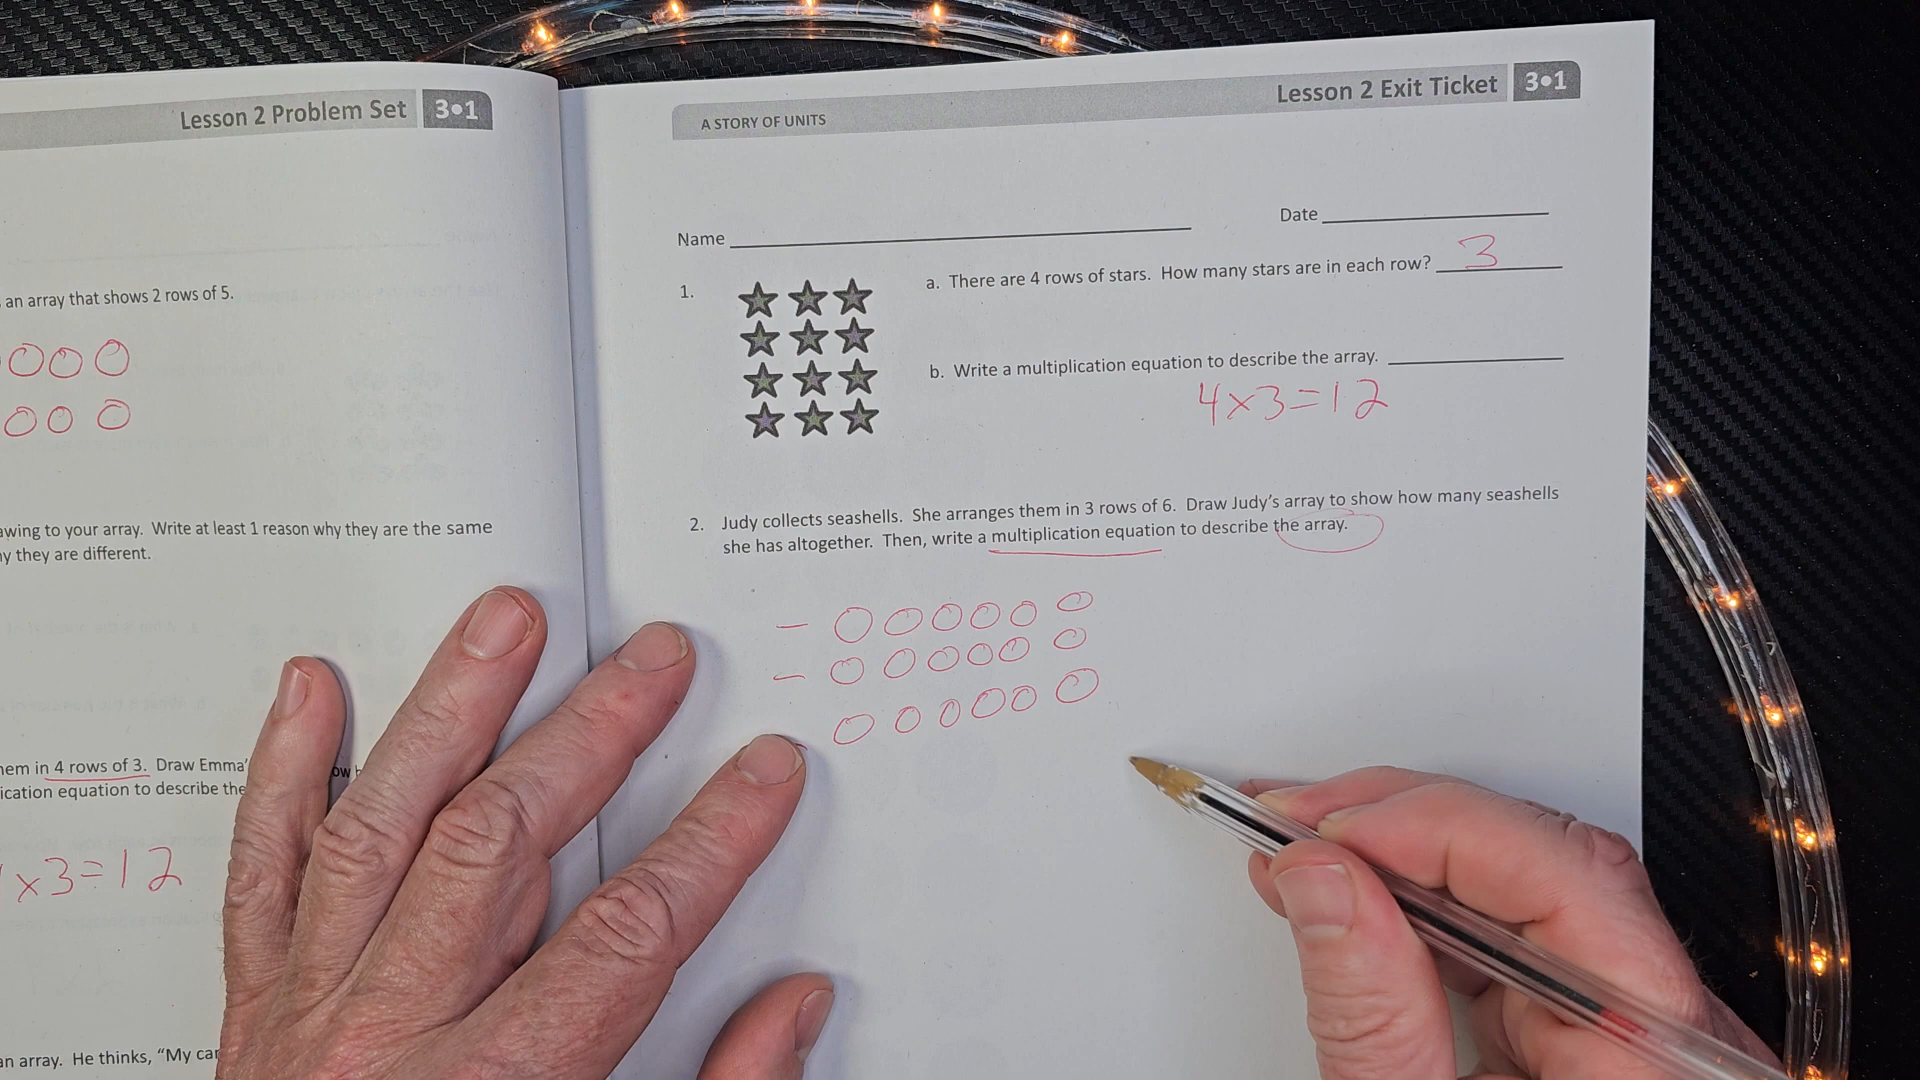 Lesson 2 Problem Set 3•1
an array that shows 2 rows of 5.
awing to your array. Write at least 1 reason why they are the same
they are different.
hem in 4 rows of 3. Draw Emma's
ication equation to describe the
x3=12
an array. He thinks, “My car
A STORY OF UNITS
Lesson 2 Exit Ticket 3•1
Name
Date
1.
a. There are 4 rows of stars. How many stars are in each row? 3
b. Write a multiplication equation to describe the array.
4x3=12
2. Judy collects seashells. She arranges them in 3 rows of 6. Draw Judy's array to show how many seashells
she has altogether. Then, write a multiplication equation to describe the array.